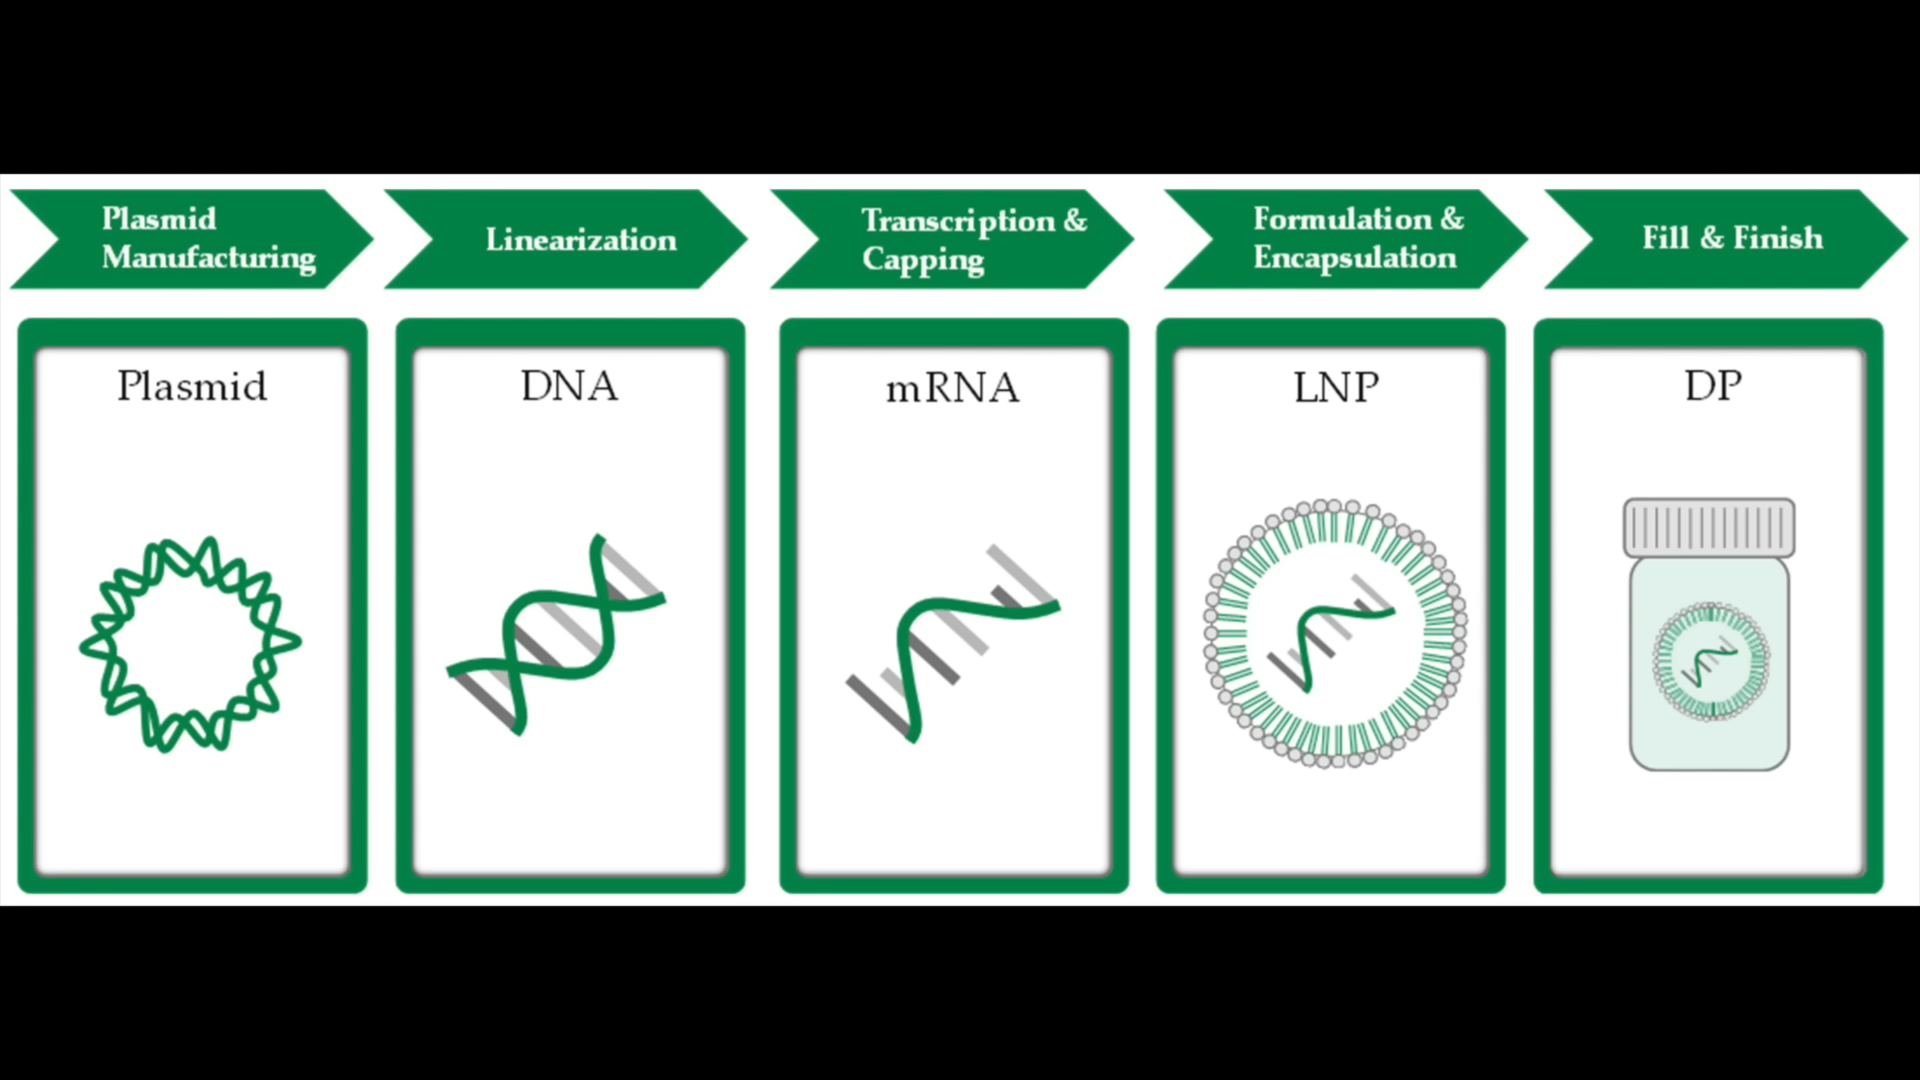 Plasmid
Manufacturing
Linearization
Transcription &
Capping
Formulation &
Encapsulation
Fill & Finish
Plasmid
DNA
mRNA
LNP
DP